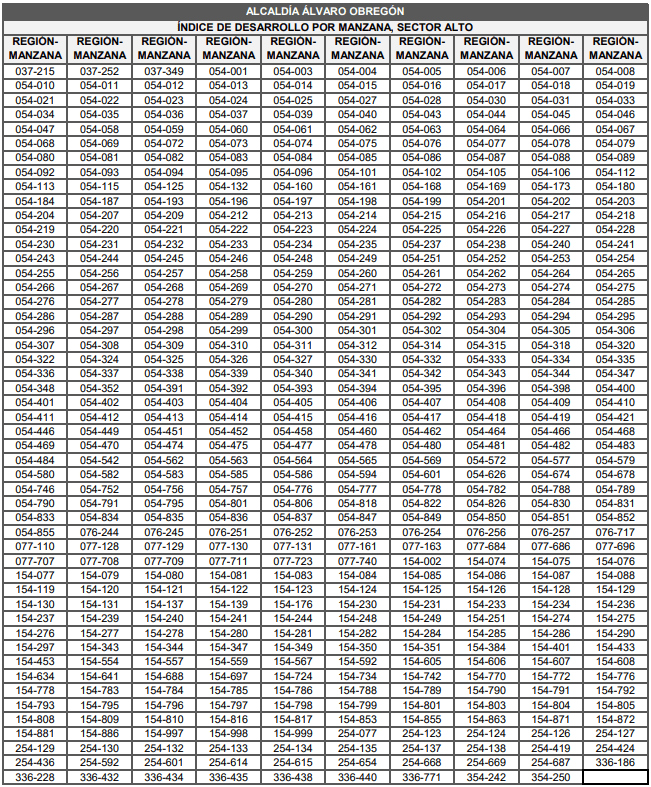 ALCALDÍA ÁLVARO OBREGÓN
ÍNDICE DE DESARROLLO POR MANZANA, SECTOR ALTO
REGIÓN-MANZANA REGIÓN-MANZANA REGIÓN-MANZANA REGIÓN-MANZANA REGIÓN-MANZANA REGIÓN-MANZANA REGIÓN-MANZANA REGIÓN-MANZANA REGIÓN-MANZANA REGIÓN-MANZANA
037-215 037-252 037-349 054-001 054-003 054-004 054-005 054-006 054-007 054-008
054-010 054-011 054-012 054-013 054-014 054-015 054-016 054-017 054-018 054-019
054-021 054-022 054-023 054-024 054-025 054-027 054-028 054-030 054-031 054-033
054-034 054-035 054-036 054-037 054-039 054-040 054-043 054-044 054-045 054-046
054-047 054-058 054-059 054-060 054-061 054-062 054-063 054-064 054-066 054-067
054-068 054-069 054-072 054-073 054-074 054-075 054-076 054-077 054-078 054-079
054-080 054-081 054-082 054-083 054-084 054-085 054-086 054-087 054-088 054-089
054-092 054-093 054-094 054-095 054-096 054-101 054-102 054-105 054-106 054-112
054-113 054-115 054-125 054-132 054-160 054-161 054-168 054-169 054-173 054-180
054-184 054-187 054-193 054-196 054-197 054-198 054-199 054-201 054-202 054-203
054-204 054-207 054-209 054-212 054-213 054-214 054-215 054-216 054-217 054-218
054-219 054-220 054-221 054-222 054-223 054-224 054-225 054-226 054-227 054-228
054-230 054-231 054-232 054-233 054-234 054-235 054-237 054-238 054-240 054-241
054-243 054-244 054-245 054-246 054-248 054-249 054-251 054-252 054-253 054-254
054-255 054-256 054-257 054-258 054-259 054-260 054-261 054-262 054-264 054-265
054-266 054-267 054-268 054-269 054-270 054-271 054-272 054-273 054-274 054-275
054-276 054-277 054-278 054-279 054-280 054-281 054-282 054-283 054-284 054-285
054-286 054-287 054-288 054-289 054-290 054-291 054-292 054-293 054-294 054-295
054-296 054-297 054-298 054-299 054-300 054-301 054-302 054-304 054-305 054-306
054-307 054-308 054-309 054-310 054-311 054-312 054-314 054-315 054-318 054-320
054-322 054-324 054-325 054-326 054-327 054-330 054-332 054-333 054-334 054-335
054-336 054-337 054-338 054-339 054-340 054-341 054-342 054-343 054-344 054-347
054-348 054-352 054-391 054-392 054-393 054-394 054-395 054-396 054-398 054-400
054-401 054-402 054-403 054-404 054-405 054-406 054-407 054-408 054-409 054-410
054-411 054-412 054-413 054-414 054-415 054-416 054-417 054-418 054-419 054-421
054-446 054-449 054-451 054-452 054-458 054-460 054-462 054-464 054-466 054-468
054-469 054-470 054-474 054-475 054-477 054-478 054-480 054-481 054-482 054-483
054-484 054-542 054-562 054-563 054-564 054-565 054-569 054-572 054-577 054-579
054-580 054-582 054-583 054-585 054-586 054-594 054-601 054-626 054-674 054-678
054-746 054-752 054-756 054-757 054-776 054-777 054-778 054-782 054-788 054-789
054-790 054-791 054-795 054-801 054-806 054-818 054-822 054-826 054-830 054-831
054-833 054-834 054-835 054-836 054-837 054-847 054-849 054-850 054-851 054-852
054-855 076-244 076-245 076-251 076-252 076-253 076-254 076-256 076-257 076-717
077-110 077-128 077-129 077-130 077-131 077-161 077-163 077-684 077-686 077-696
077-707 077-708 077-709 077-711 077-723 077-740 154-002 154-074 154-075 154-076
154-077 154-079 154-080 154-081 154-083 154-084 154-085 154-086 154-087 154-088
154-119 154-120 154-121 154-122 154-123 154-124 154-125 154-126 154-128 154-129
154-130 154-131 154-137 154-139 154-176 154-230 154-231 154-233 154-234 154-236
154-237 154-239 154-240 154-241 154-244 154-248 154-249 154-251 154-274 154-275
154-276 154-277 154-278 154-280 154-281 154-282 154-284 154-285 154-286 154-290
154-297 154-343 154-344 154-347 154-349 154-350 154-351 154-384 154-401 154-433
154-453 154-554 154-557 154-559 154-567 154-592 154-605 154-606 154-607 154-608
154-634 154-641 154-688 154-697 154-724 154-734 154-742 154-770 154-772 154-776
154-778 154-783 154-784 154-785 154-786 154-788 154-789 154-790 154-791 154-792
154-793 154-795 154-796 154-797 154-798 154-799 154-801 154-803 154-804 154-805
154-808 154-809 154-810 154-816 154-817 154-853 154-855 154-863 154-871 154-872
154-881 154-886 154-997 154-998 154-999 254-077 254-123 254-124 254-126 254-127
254-129 254-130 254-132 254-133 254-134 254-135 254-137 254-138 254-419 254-424
254-436 254-592 254-601 254-614 254-615 254-654 254-668 254-669 254-687 336-186
336-228 336-432 336-434 336-435 336-438 336-440 336-771 354-242 354-250